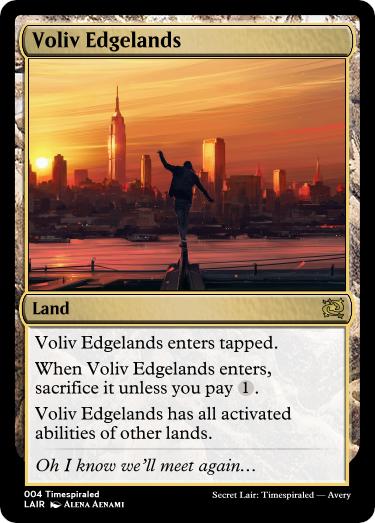 Voliv Edgelands
Land
Voliv Edgelands enters tapped.
When Voliv Edgelands enters,
sacrifice it unless you pay 1.
Voliv Edgelands has all activated
abilities of other lands.
Oh I know we’ll meet again…
004 Timespiraled
LAIR Alena Aenami
Secret Lair: Timespiraled — Avery